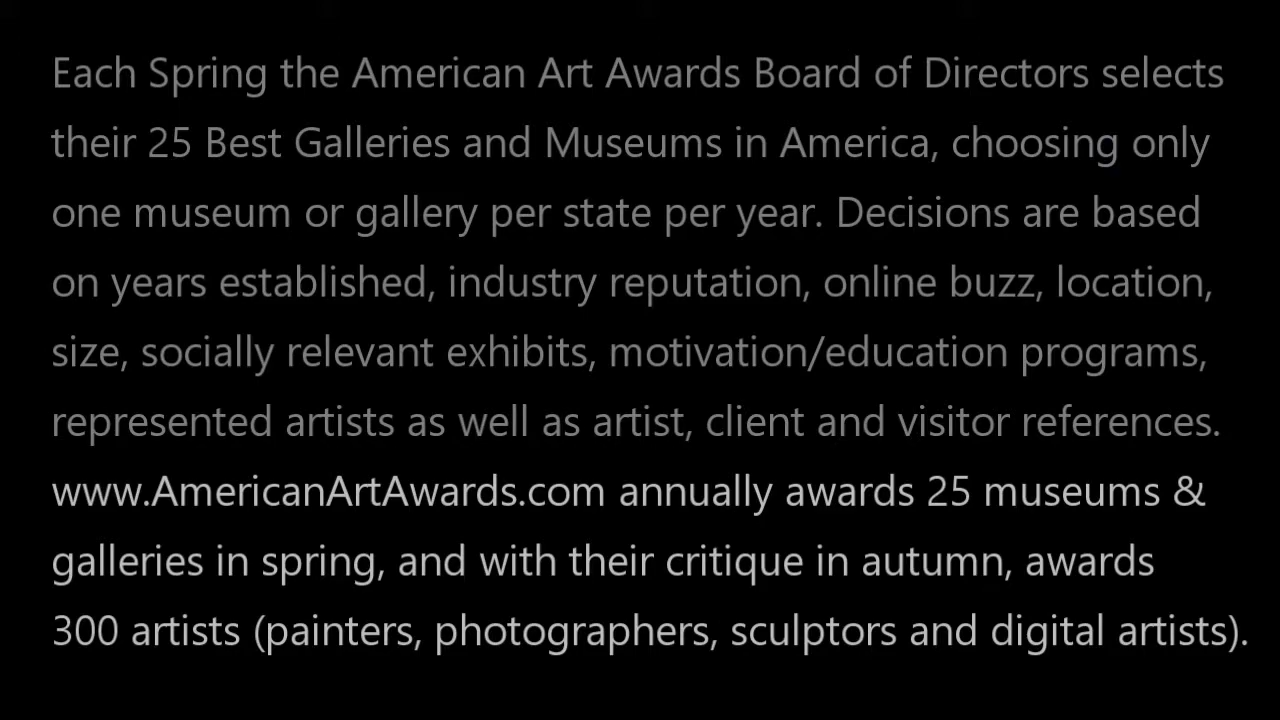 Each Spring the American Art Awards Board of Directors selects
their 25 Best Galleries and Museums in America, choosing only
one museum or gallery per state per year. Decisions are based
on years established, industry reputation, online buzz, location,
size, socially relevant exhibits, motivation/education programs,
represented artists as well as artist, client and visitor references.
www.AmericanArtAwards.com annually awards 25 museums &
galleries in spring, and with their critique in autumn, awards
300 artists (painters, photographers, sculptors and digital artists).